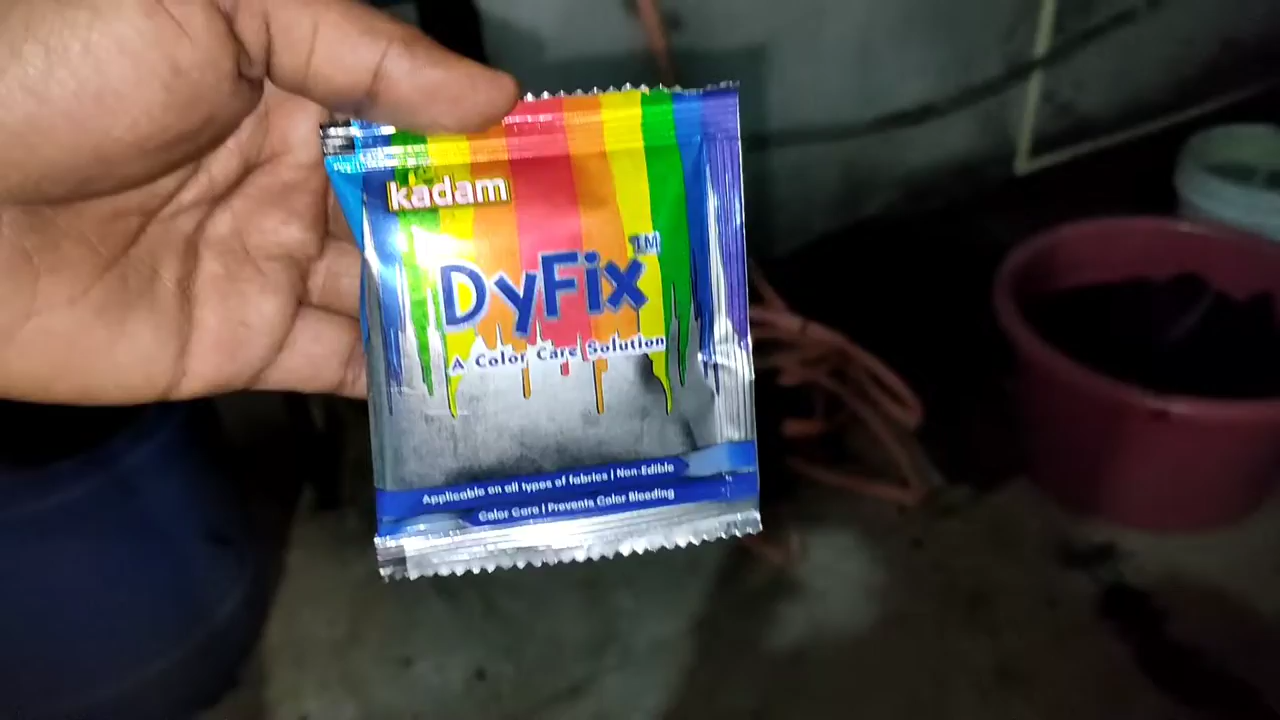 kadam
DyFix™
A Color Care Solution
Applicable on all types of fabrics | Non-Edible
Color Care | Prevents Color Bleeding